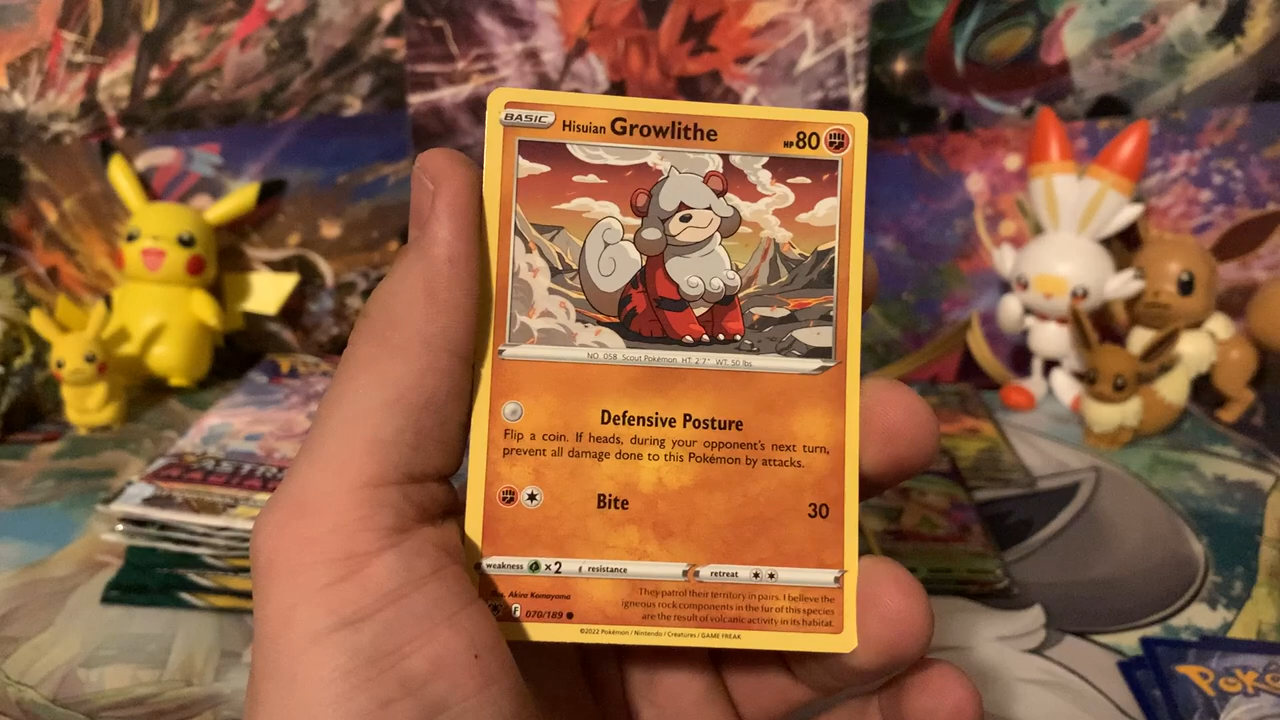 BASIC Hisuian Growlithe HP 80
NO. 058 Scout Pokémon HT: 2'7" WT: 50 lbs
Defensive Posture
Flip a coin. If heads, during your opponent's next turn,
prevent all damage done to this Pokémon by attacks.
Bite 30
weakness ×2 resistance retreat
Akira Komayama
F 070/189
They patrol their territory in pairs. I believe the
igneous rock components in the fur of this species
are the result of volcanic activity in its habitat.
©2022 Pokémon / Nintendo / Creatures / GAME FREAK